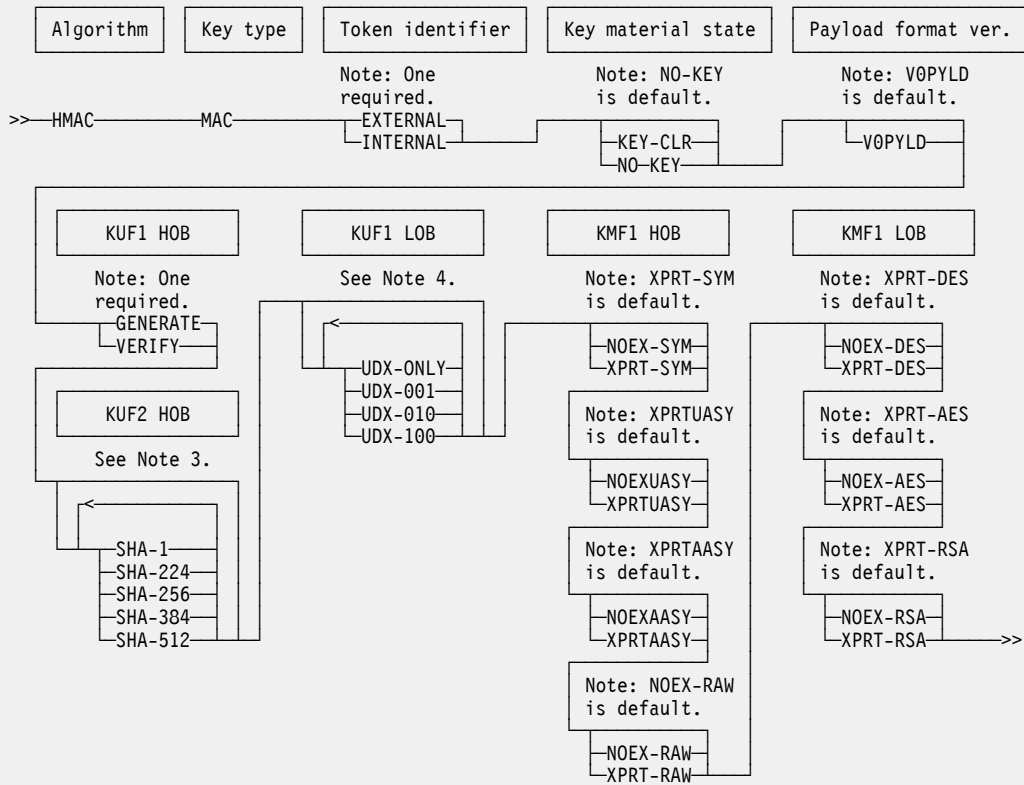 Algorithm Key type Token identifier Key material state Payload format ver.
Note: One Note: NO-KEY Note: V0PYLD
required. is default. is default.
>>—HMAC MAC EXTERNAL
INTERNAL KEY-CLR V0PYLD
NO-KEY
KUF1 HOB KUF1 LOB KMF1 HOB KMF1 LOB
Note: One See Note 4. Note: XPRT-SYM Note: XPRT-DES
required. is default. is default.
GENERATE <
VERIFY NOEX-SYM NOEX-DES
UDX-ONLY XPRT-SYM XPRT-DES
UDX-001
KUF2 HOB UDX-010 Note: XPRTUASY Note: XPRT-AES
UDX-100 is default. is default.
See Note 3.
NOEXUASY NOEX-AES
< XPRTUASY XPRT-AES
SHA-1 Note: XPRTAASY Note: XPRT-RSA
SHA-224 is default. is default.
SHA-256
SHA-384 NOEXAASY NOEX-RSA
SHA-512 XPRTAASY XPRT-RSA >>
Note: NOEX-RAW
is default.
NOEX-RAW
XPRT-RAW